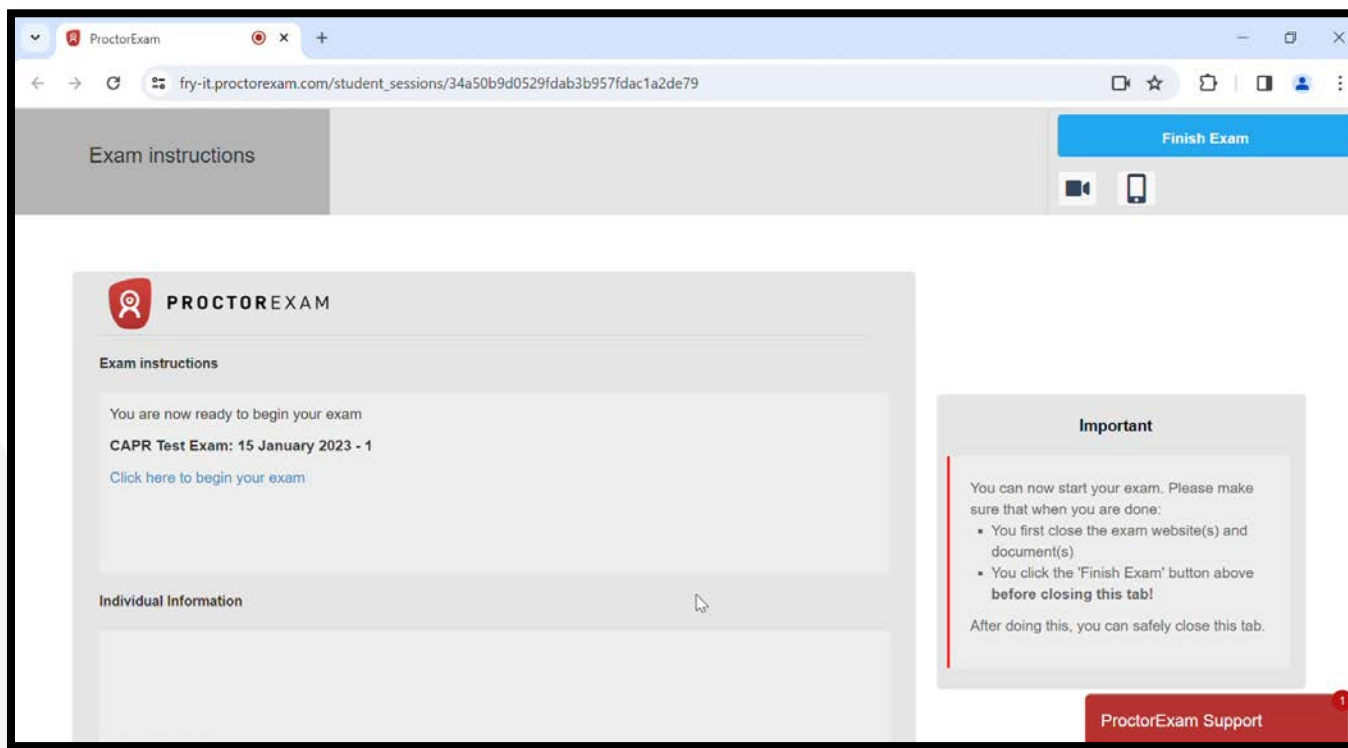 ProctorExam
fry-it.proctorexam.com/student_sessions/34a50b9d0529fdab3b957fdac1a2de79
Exam instructions
Finish Exam
PROCTOREXAM
Exam instructions
You are now ready to begin your exam
CAPR Test Exam: 15 January 2023 - 1
Click here to begin your exam
Individual Information
Important
You can now start your exam. Please make
sure that when you are done:
▪ You first close the exam website(s) and
document(s)
▪ You click the 'Finish Exam' button above
before closing this tab!
After doing this, you can safely close this tab.
1
ProctorExam Support